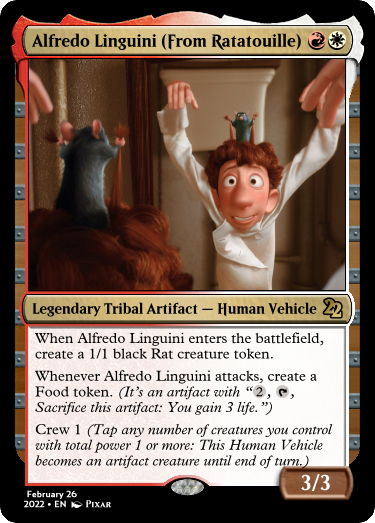 Alfredo Linguini (From Ratatouille)
Legendary Tribal Artifact — Human Vehicle
When Alfredo Linguini enters the battlefield,
create a 1/1 black Rat creature token.
Whenever Alfredo Linguini attacks, create a
Food token. (It's an artifact with “2, ,
Sacrifice this artifact: You gain 3 life.”)
Crew 1 (Tap any number of creatures you control
with total power 1 or more: This Human Vehicle
becomes an artifact creature until end of turn.)
3/3
February 26
2022 • EN Pixar